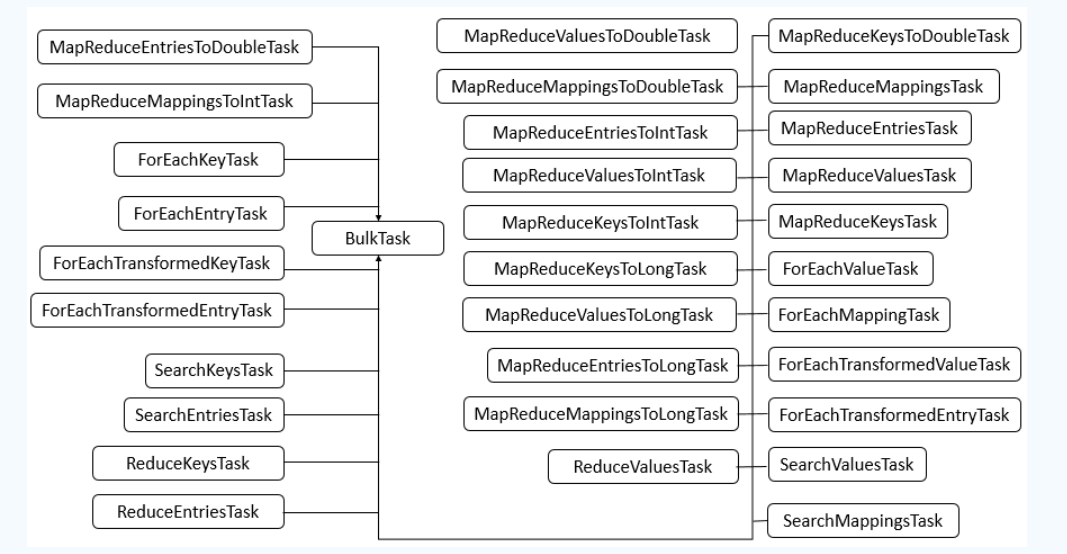 MapReduceEntriesToDoubleTask
MapReduceMappingsToIntTask
ForEachKeyTask
ForEachEntryTask
BulkTask
ForEachTransformedKeyTask
ForEachTransformedEntryTask
SearchKeysTask
SearchEntriesTask
ReduceKeysTask
ReduceEntriesTask
MapReduceValuesToDoubleTask
MapReduceMappingsToDoubleTask
MapReduceEntriesToIntTask
MapReduceValuesToIntTask
MapReduceKeysToIntTask
MapReduceKeysToLongTask
MapReduceValuesToLongTask
MapReduceEntriesToLongTask
MapReduceMappingsToLongTask
ReduceValuesTask
MapReduceKeysToDoubleTask
MapReduceMappingsTask
MapReduceEntriesTask
MapReduceValuesTask
MapReduceKeysTask
ForEachValueTask
ForEachMappingTask
ForEachTransformedValueTask
ForEachTransformedEntryTask
SearchValuesTask
SearchMappingsTask